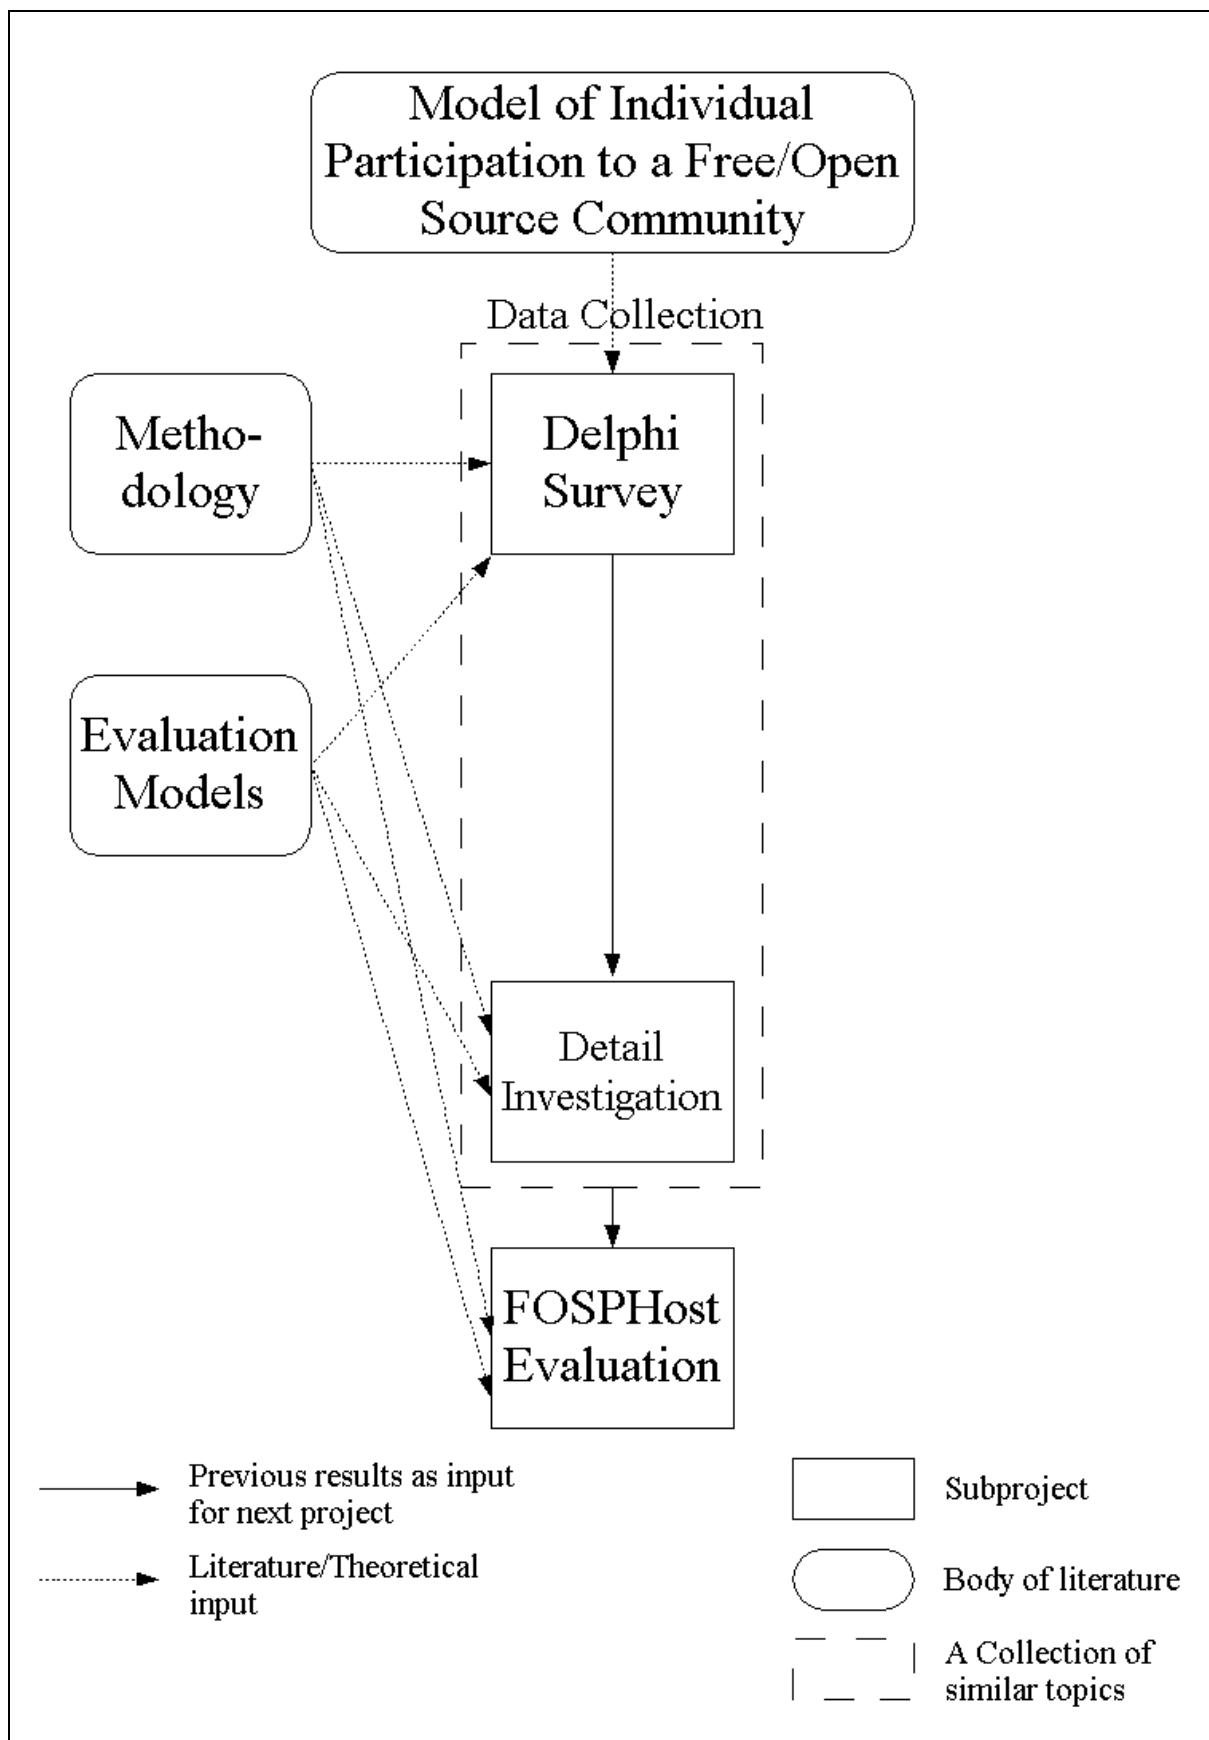 Model of Individual
Participation to a Free/Open
Source Community
Data Collection
Metho-
dology
Delphi
Survey
Evaluation
Models
Detail
Investigation
FOSPHost
Evaluation
Previous results as input
for next project
Literature/Theoretical
input
Subproject
Body of literature
A Collection of
similar topics